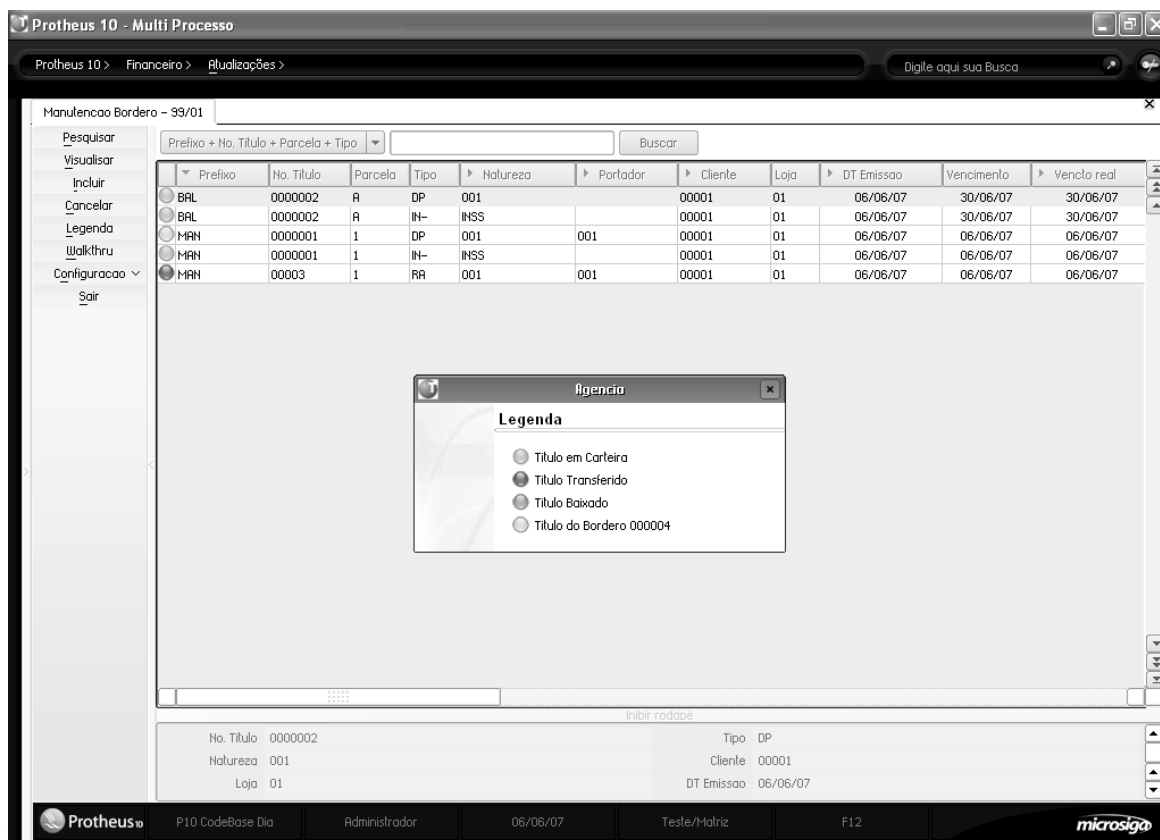 Protheus 10 - Multi Processo
Protheus 10 > Financeiro > Atualizações >
Digite aqui sua Busca
Manutencao Bordero – 99/01
Pesquisar
Visualisar
Incluir
Cancelar
Legenda
Walkthru
Configuracao
Sair
Prefixo + No. Título + Parcela + Tipo
Buscar
Prefixo No. Titulo Parcela Tipo Natureza Portador Cliente Loja DT Emissao Vencimento Vencto real
BAL 0000002 A DP 001 00001 01 06/06/07 30/06/07 30/06/07
BAL 0000002 A IN- INSS 00001 01 06/06/07 30/06/07 30/06/07
MAN 0000001 1 DP 001 001 00001 01 06/06/07 06/06/07 06/06/07
MAN 0000001 1 IN- INSS 00001 01 06/06/07 06/06/07 06/06/07
MAN 00003 1 RA 001 001 00001 01 06/06/07 06/06/07 06/06/07
Agencia
Legenda
Titulo em Carteira
Titulo Transferido
Titulo Baixado
Titulo do Bordero 000004
Inibir rodapé
No. Titulo 0000002 Tipo DP
Natureza 001 Cliente 00001
Loja 01 DT Emissao 06/06/07
Protheus 10 P10 CodeBase Dia Administrador 06/06/07 Teste/Matriz F12 microsiga